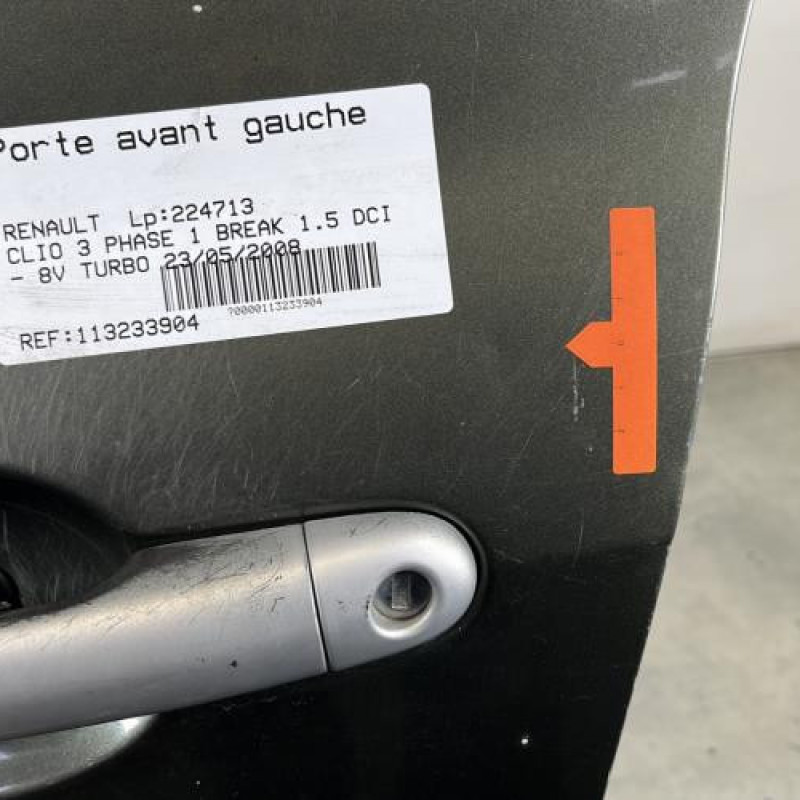 Porte avant gauche
RENAULT Lp:224713
CLIO 3 PHASE 1 BREAK 1.5 DCI
- 8V TURBO 23/05/2008
?0000113233904
REF:113233904